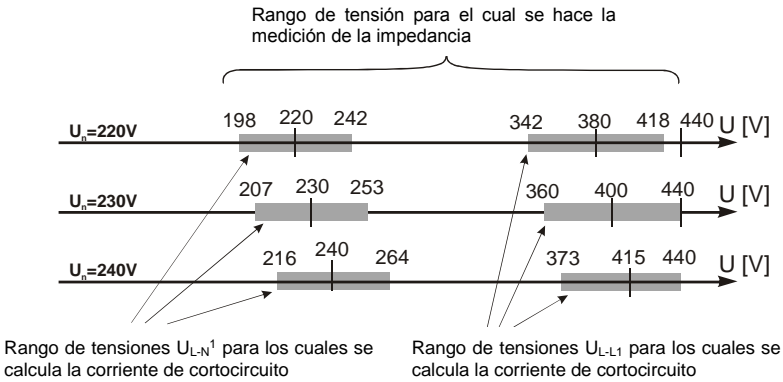 Rango de tensión para el cual se hace la
medición de la impedancia
198 220 242 342 380 418 440 U [V]
Uₙ=220V
207 230 253 360 400 440 U [V]
Uₙ=230V
216 240 264 373 415 440 U [V]
Uₙ=240V
Rango de tensiones U_L-N¹ para los cuales se
calcula la corriente de cortocircuito
Rango de tensiones U_L-L1 para los cuales se
calcula la corriente de cortocircuito